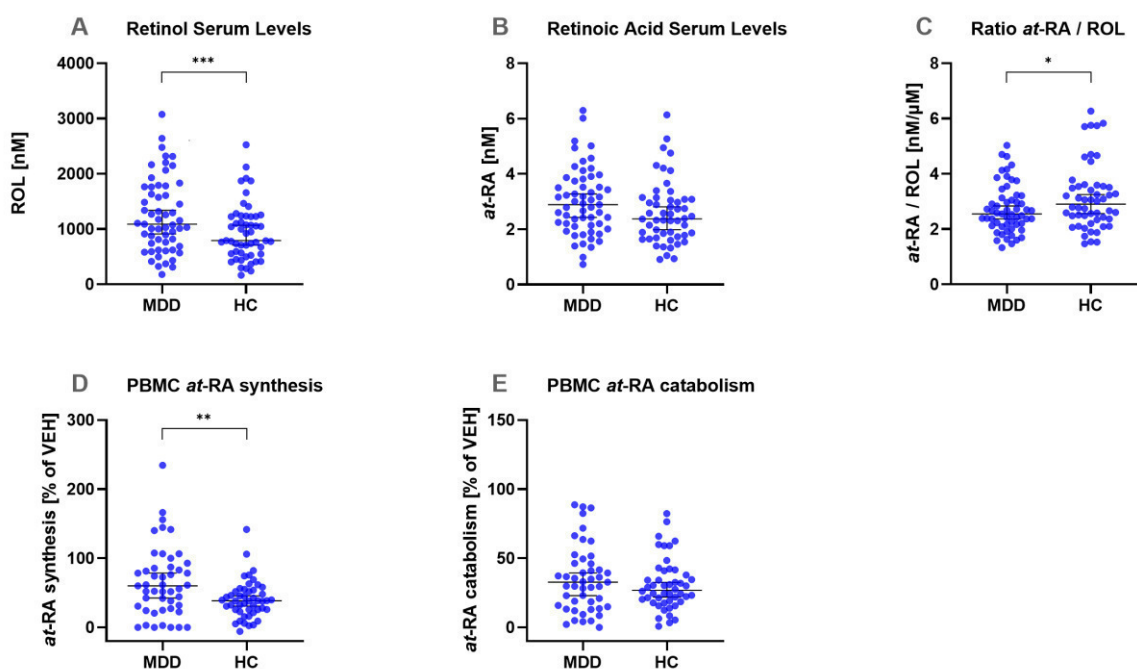 A Retinol Serum Levels
ROL [nM]
4000
3000
2000
1000
0
***
MDD HC
B Retinoic Acid Serum Levels
at-RA [nM]
8
6
4
2
0
MDD HC
C Ratio at-RA / ROL
at-RA / ROL [nM/µM]
8
6
4
2
0
*
MDD HC
D PBMC at-RA synthesis
at-RA synthesis [% of VEH]
300
200
100
0
**
MDD HC
E PBMC at-RA catabolism
at-RA catabolism [% of VEH]
150
100
50
0
MDD HC